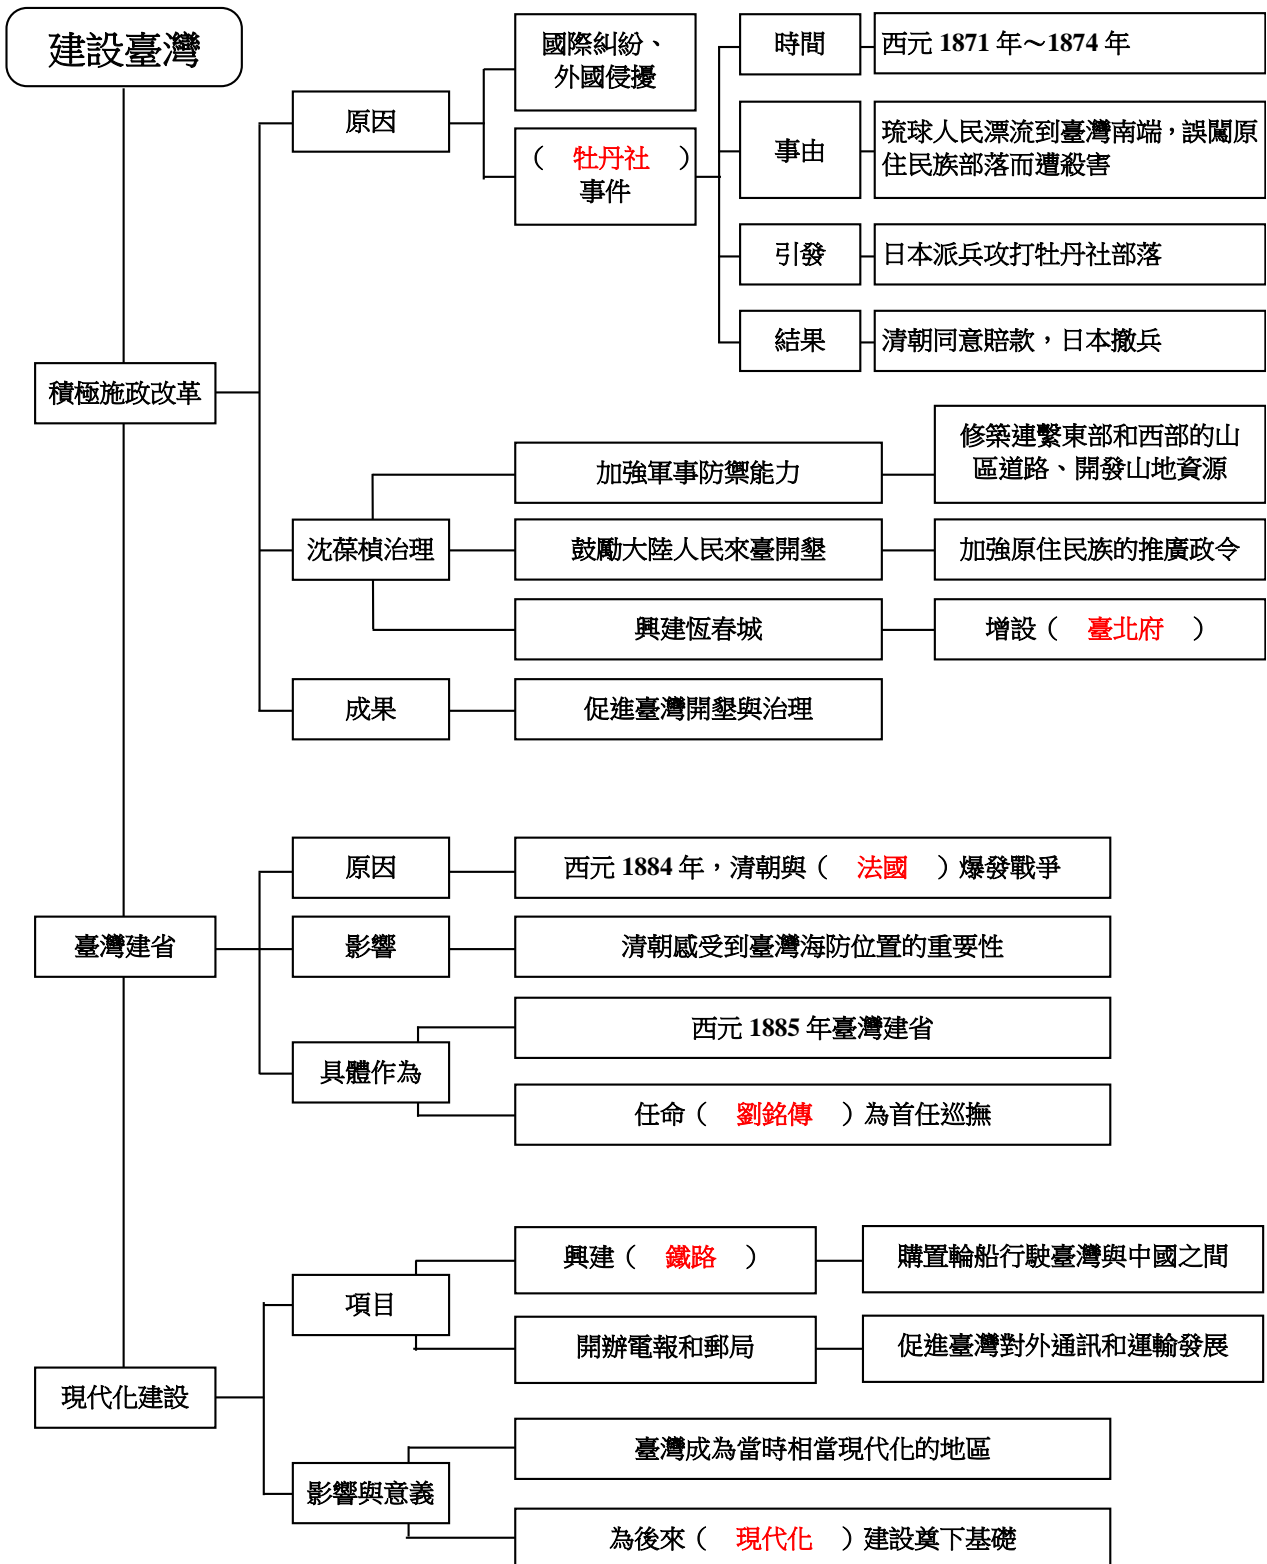 建設臺灣
積極施政改革
原因
國際糾紛、
外國侵擾
（ 牡丹社 ）
事件
時間
西元 1871 年～1874 年
事由
琉球人民漂流到臺灣南端，誤闖原
住民族部落而遭殺害
引發
日本派兵攻打牡丹社部落
結果
清朝同意賠款，日本撤兵
沈葆楨治理
加強軍事防禦能力
修築連繫東部和西部的山
區道路、開發山地資源
鼓勵大陸人民來臺開墾
加強原住民族的推廣政令
興建恆春城
增設（ 臺北府 ）
成果
促進臺灣開墾與治理
臺灣建省
原因
西元 1884 年，清朝與（ 法國 ）爆發戰爭
影響
清朝感受到臺灣海防位置的重要性
具體作為
西元 1885 年臺灣建省
任命（ 劉銘傳 ）為首任巡撫
現代化建設
項目
興建（ 鐵路 ）
購置輪船行駛臺灣與中國之間
開辦電報和郵局
促進臺灣對外通訊和運輸發展
影響與意義
臺灣成為當時相當現代化的地區
為後來（ 現代化 ）建設奠下基礎